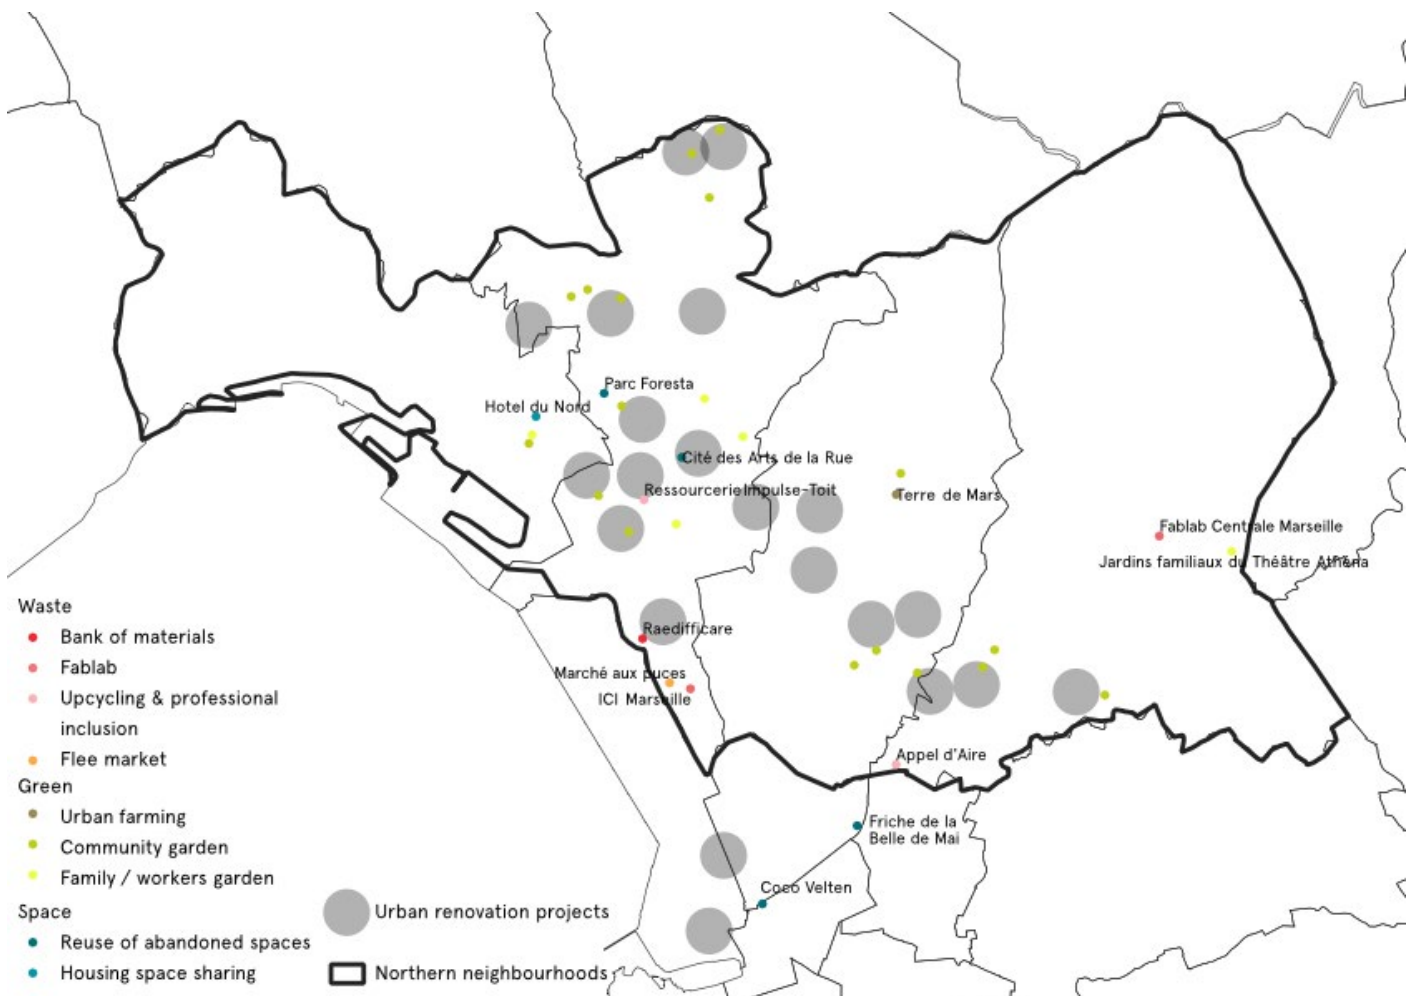 Parc Foresta
Hotel du Nord
Cité des Arts de la Rue
Ressourcerie Impulse-Toit
Terre de Mars
Fablab Centrale Marseille
Jardins familiaux du Théâtre Athéna
Raedificare
Marché aux puces
ICI Marseille
Appel d'Aire
Friche de la
Belle de Mai
Coco Velten
Waste
Bank of materials
Fablab
Upcycling & professional
inclusion
Flee market
Green
Urban farming
Community garden
Family / workers garden
Space
Reuse of abandoned spaces
Housing space sharing
Urban renovation projects
Northern neighbourhoods